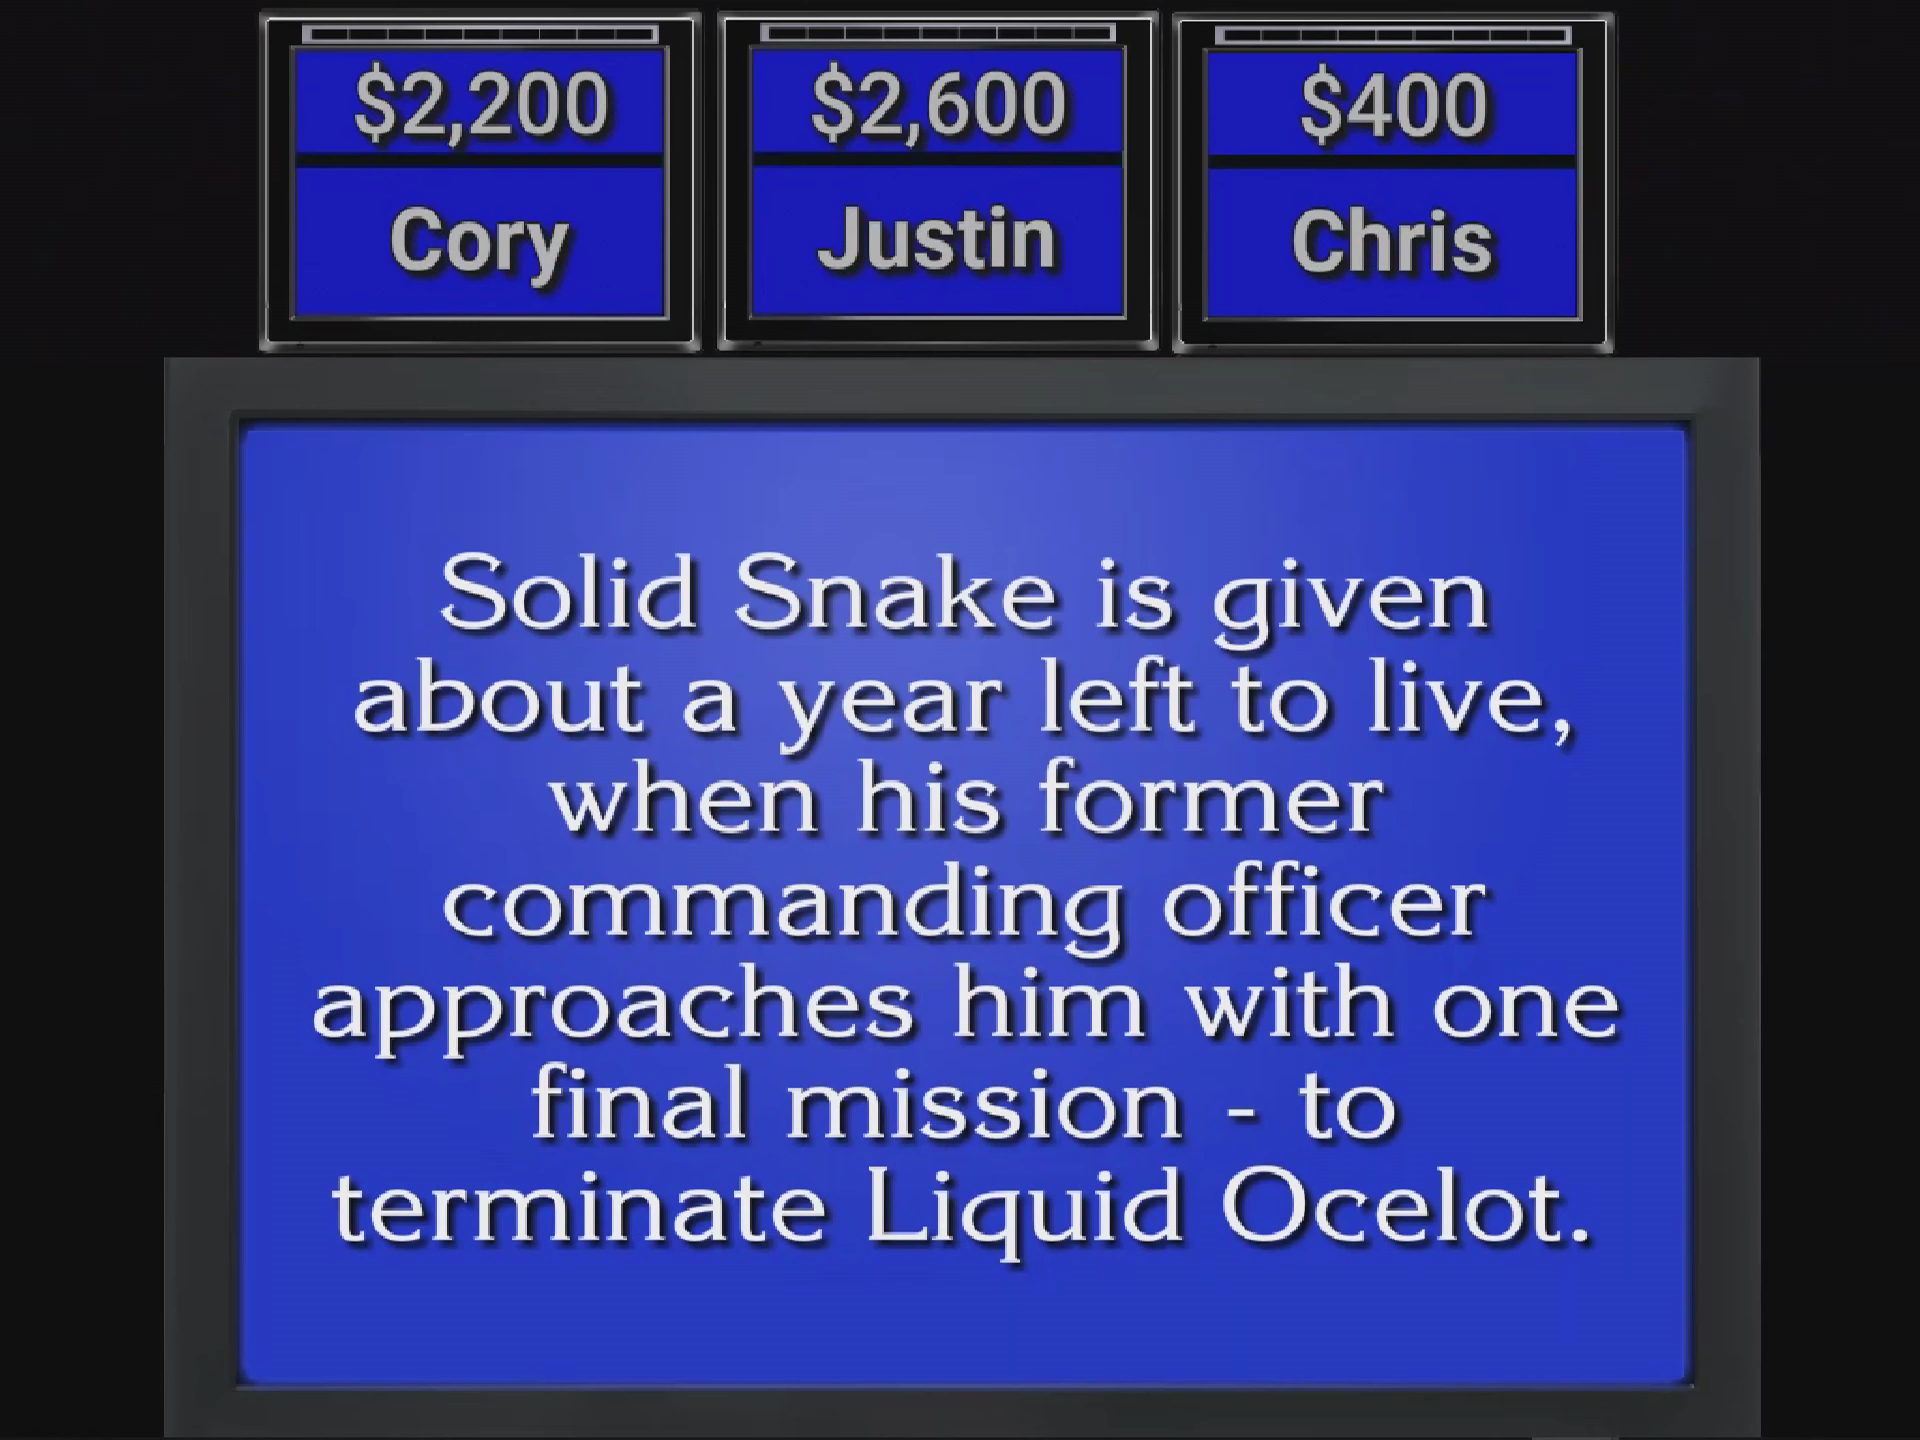 $2,200
$2,600
$400
Cory
Justin
Chris
Solid Snake is given
about a year left to live,
when his former
commanding officer
approaches him with one
final mission - to
terminate Liquid Ocelot.